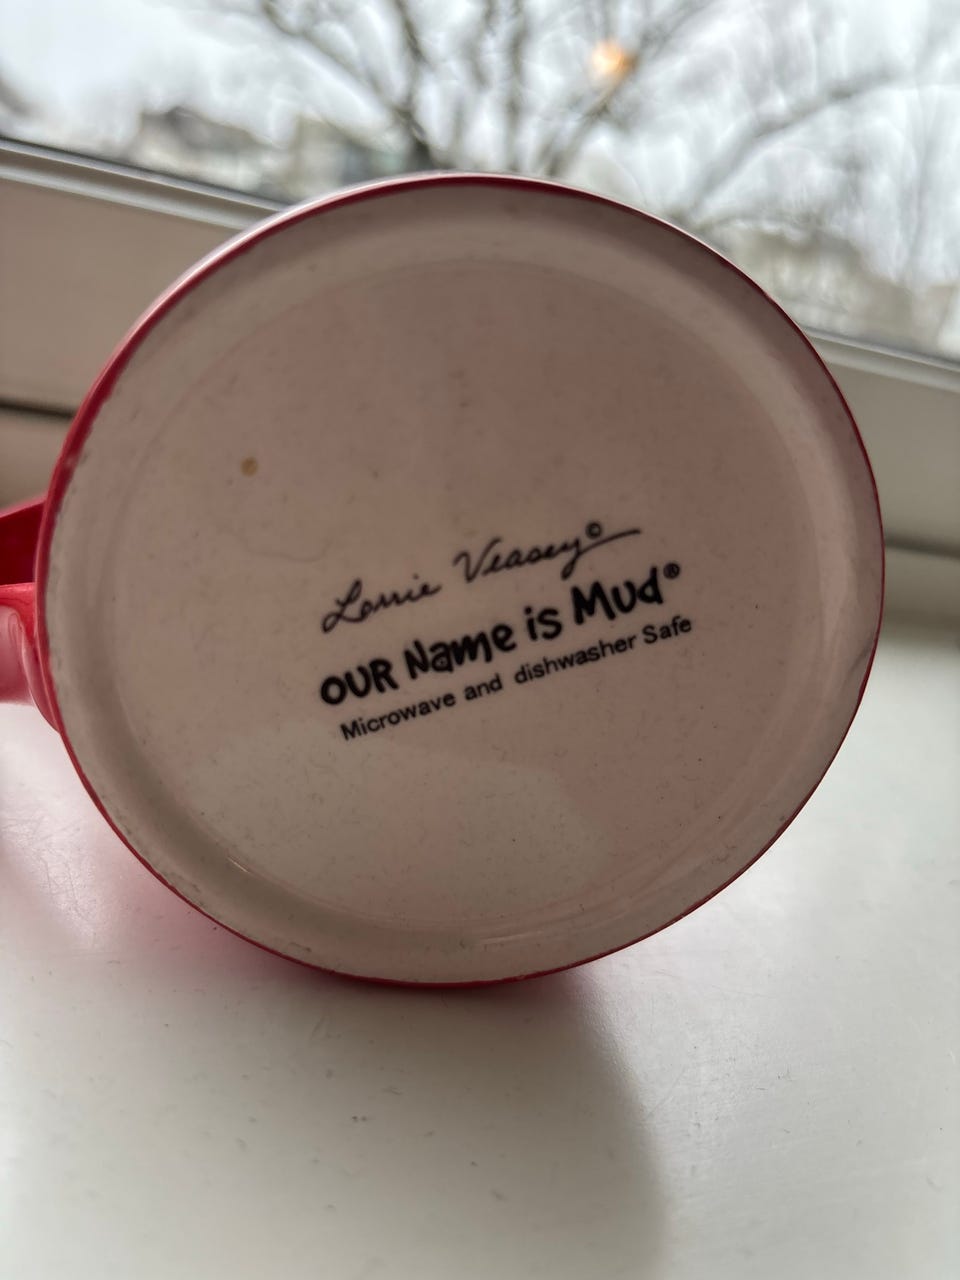 Lorrie Veasey©
OUR Name is Mud®
Microwave and dishwasher Safe